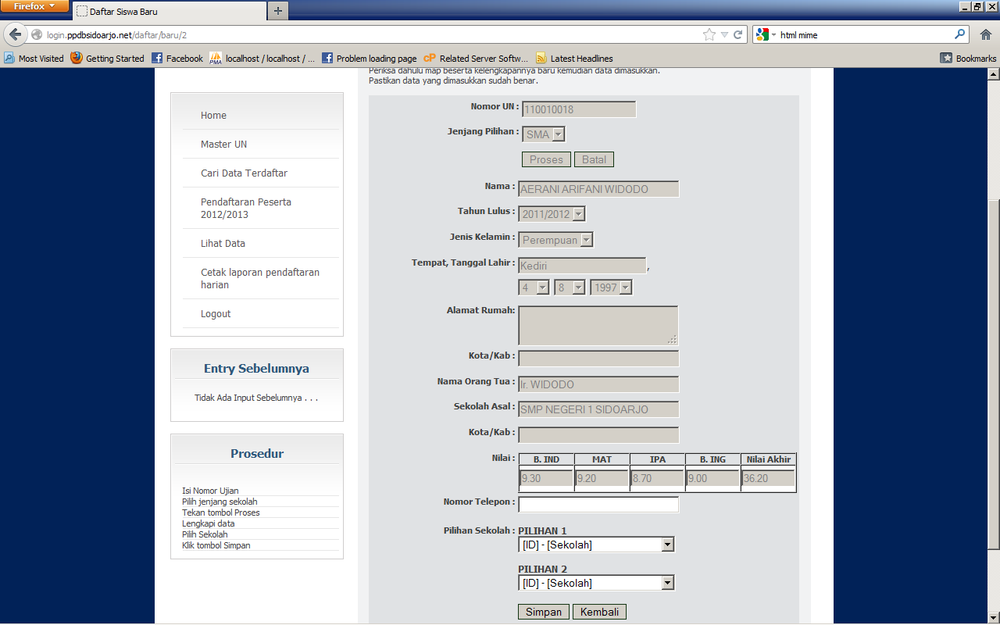 Firefox
Daftar Siswa Baru
login.ppdbsidoarjo.net/daftar/baru/2
html mime
Most Visited
Getting Started
Facebook
localhost / localhost / ...
Problem loading page
Related Server Softw...
Latest Headlines
Bookmarks
Periksa dahulu map beserta kelengkapannya baru kemudian data dimasukkan.
Pastikan data yang dimasukkan sudah benar.
Home
Master UN
Cari Data Terdaftar
Pendaftaran Peserta
2012/2013
Lihat Data
Cetak laporan pendaftaran
harian
Logout
Entry Sebelumnya
Tidak Ada Input Sebelumnya . . .
Prosedur
Isi Nomor Ujian
Pilih jenjang sekolah
Tekan tombol Proses
Lengkapi data
Pilih Sekolah
Klik tombol Simpan
Nomor UN : 110010018
Jenjang Pilihan : SMA
Proses Batal
Nama : AERANI ARIFANI WIDODO
Tahun Lulus : 2011/2012
Jenis Kelamin : Perempuan
Tempat, Tanggal Lahir : Kediri ,
4 8 1997
Alamat Rumah:
Kota/Kab :
Nama Orang Tua : Ir. WIDODO
Sekolah Asal : SMP NEGERI 1 SIDOARJO
Kota/Kab :
Nilai : B. IND MAT IPA B. ING Nilai Akhir
9.30 9.20 8.70 9.00 36.20
Nomor Telepon :
Pilihan Sekolah : PILIHAN 1
[ID] - [Sekolah]
PILIHAN 2
[ID] - [Sekolah]
Simpan Kembali